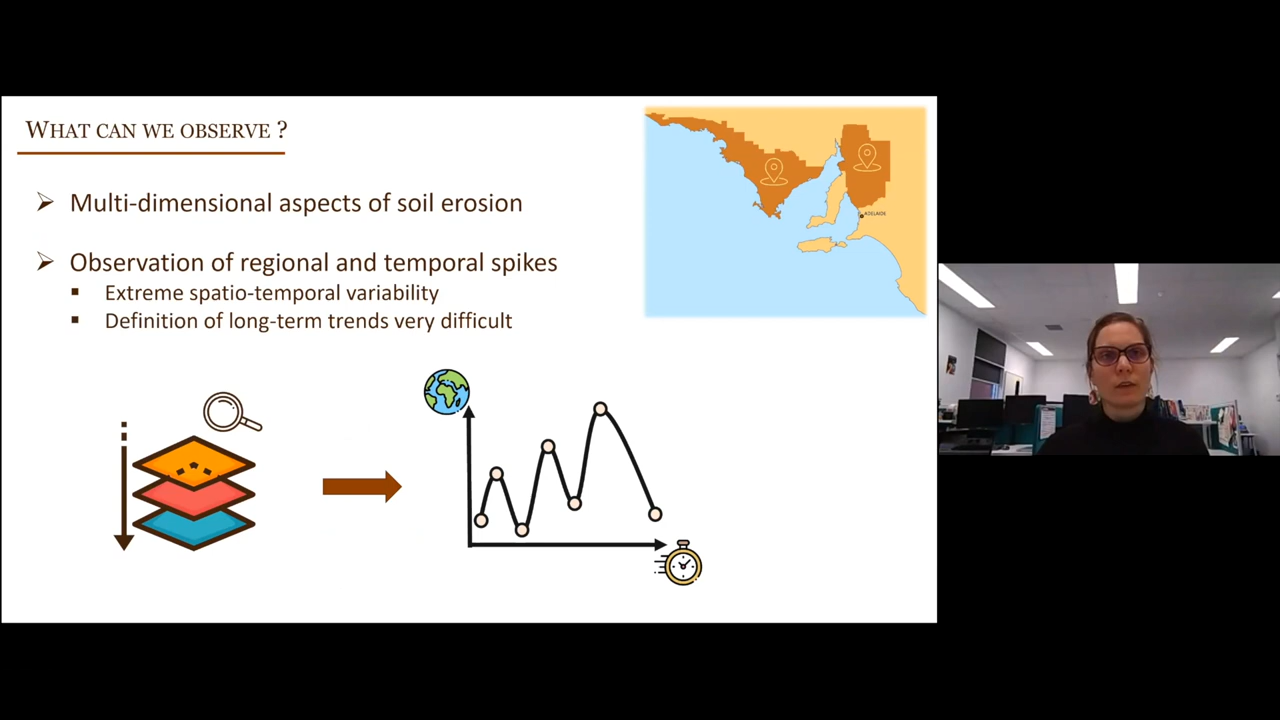 WHAT CAN WE OBSERVE ?
Multi-dimensional aspects of soil erosion
Observation of regional and temporal spikes
Extreme spatio-temporal variability
Definition of long-term trends very difficult
ADELAIDE